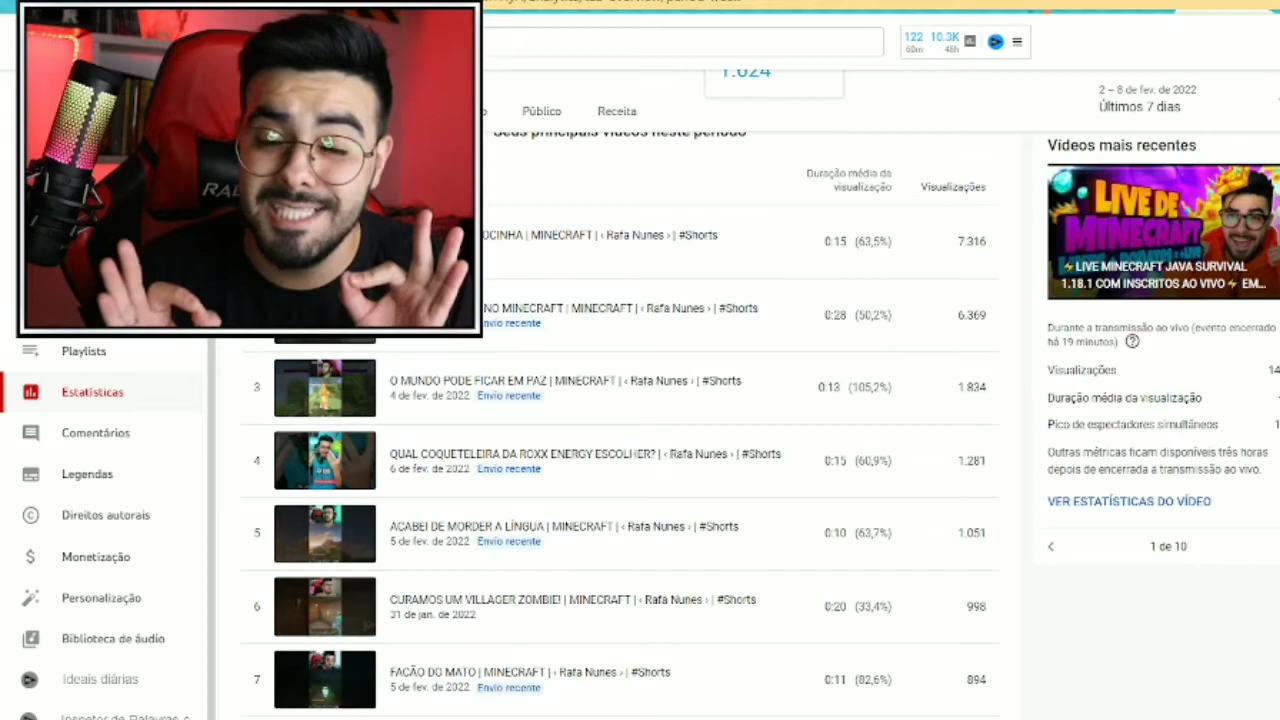 122 10.3K
60m 48h
1.624
Público Receita
2 – 8 de fev. de 2022
Últimos 7 dias
Seus principais vídeos neste período
Duração média da
visualização
Visualizações
OCINHA | MINECRAFT | ‹ Rafa Nunes › | #Shorts
0:15 (63,5%) 7.316
NO MINECRAFT | MINECRAFT | ‹ Rafa Nunes › | #Shorts
Envio recente
0:28 (50,2%) 6.369
3 O MUNDO PODE FICAR EM PAZ | MINECRAFT | ‹ Rafa Nunes › | #Shorts
4 de fev. de 2022 Envio recente
0:13 (105,2%) 1.834
4 QUAL COQUETELEIRA DA ROXX ENERGY ESCOLHER? | ‹ Rafa Nunes › | #Shorts
6 de fev. de 2022 Envio recente
0:15 (60,9%) 1.281
5 ACABEI DE MORDER A LÍNGUA | MINECRAFT | ‹ Rafa Nunes › | #Shorts
5 de fev. de 2022 Envio recente
0:10 (63,7%) 1.051
6 CURAMOS UM VILLAGER ZOMBIE! | MINECRAFT | ‹ Rafa Nunes › | #Shorts
31 de jan. de 2022
0:20 (33,4%) 998
7 FACÃO DO MATO | MINECRAFT | ‹ Rafa Nunes › | #Shorts
5 de fev. de 2022 Envio recente
0:11 (82,6%) 894
Playlists
Estatísticas
Comentários
Legendas
Direitos autorais
Monetização
Personalização
Biblioteca de áudio
Ideais diárias
Vídeos mais recentes
LIVE DE
MINECRAFT
⚡LIVE MINECRAFT JAVA SURVIVAL
1.18.1 COM INSCRITOS AO VIVO ⚡ EM...
Durante a transmissão ao vivo (evento encerrado
há 19 minutos)
Visualizações 14
Duração média da visualização
Pico de espectadores simultâneos 1
Outras métricas ficam disponíveis três horas
depois de encerrada a transmissão ao vivo.
VER ESTATÍSTICAS DO VÍDEO
1 de 10